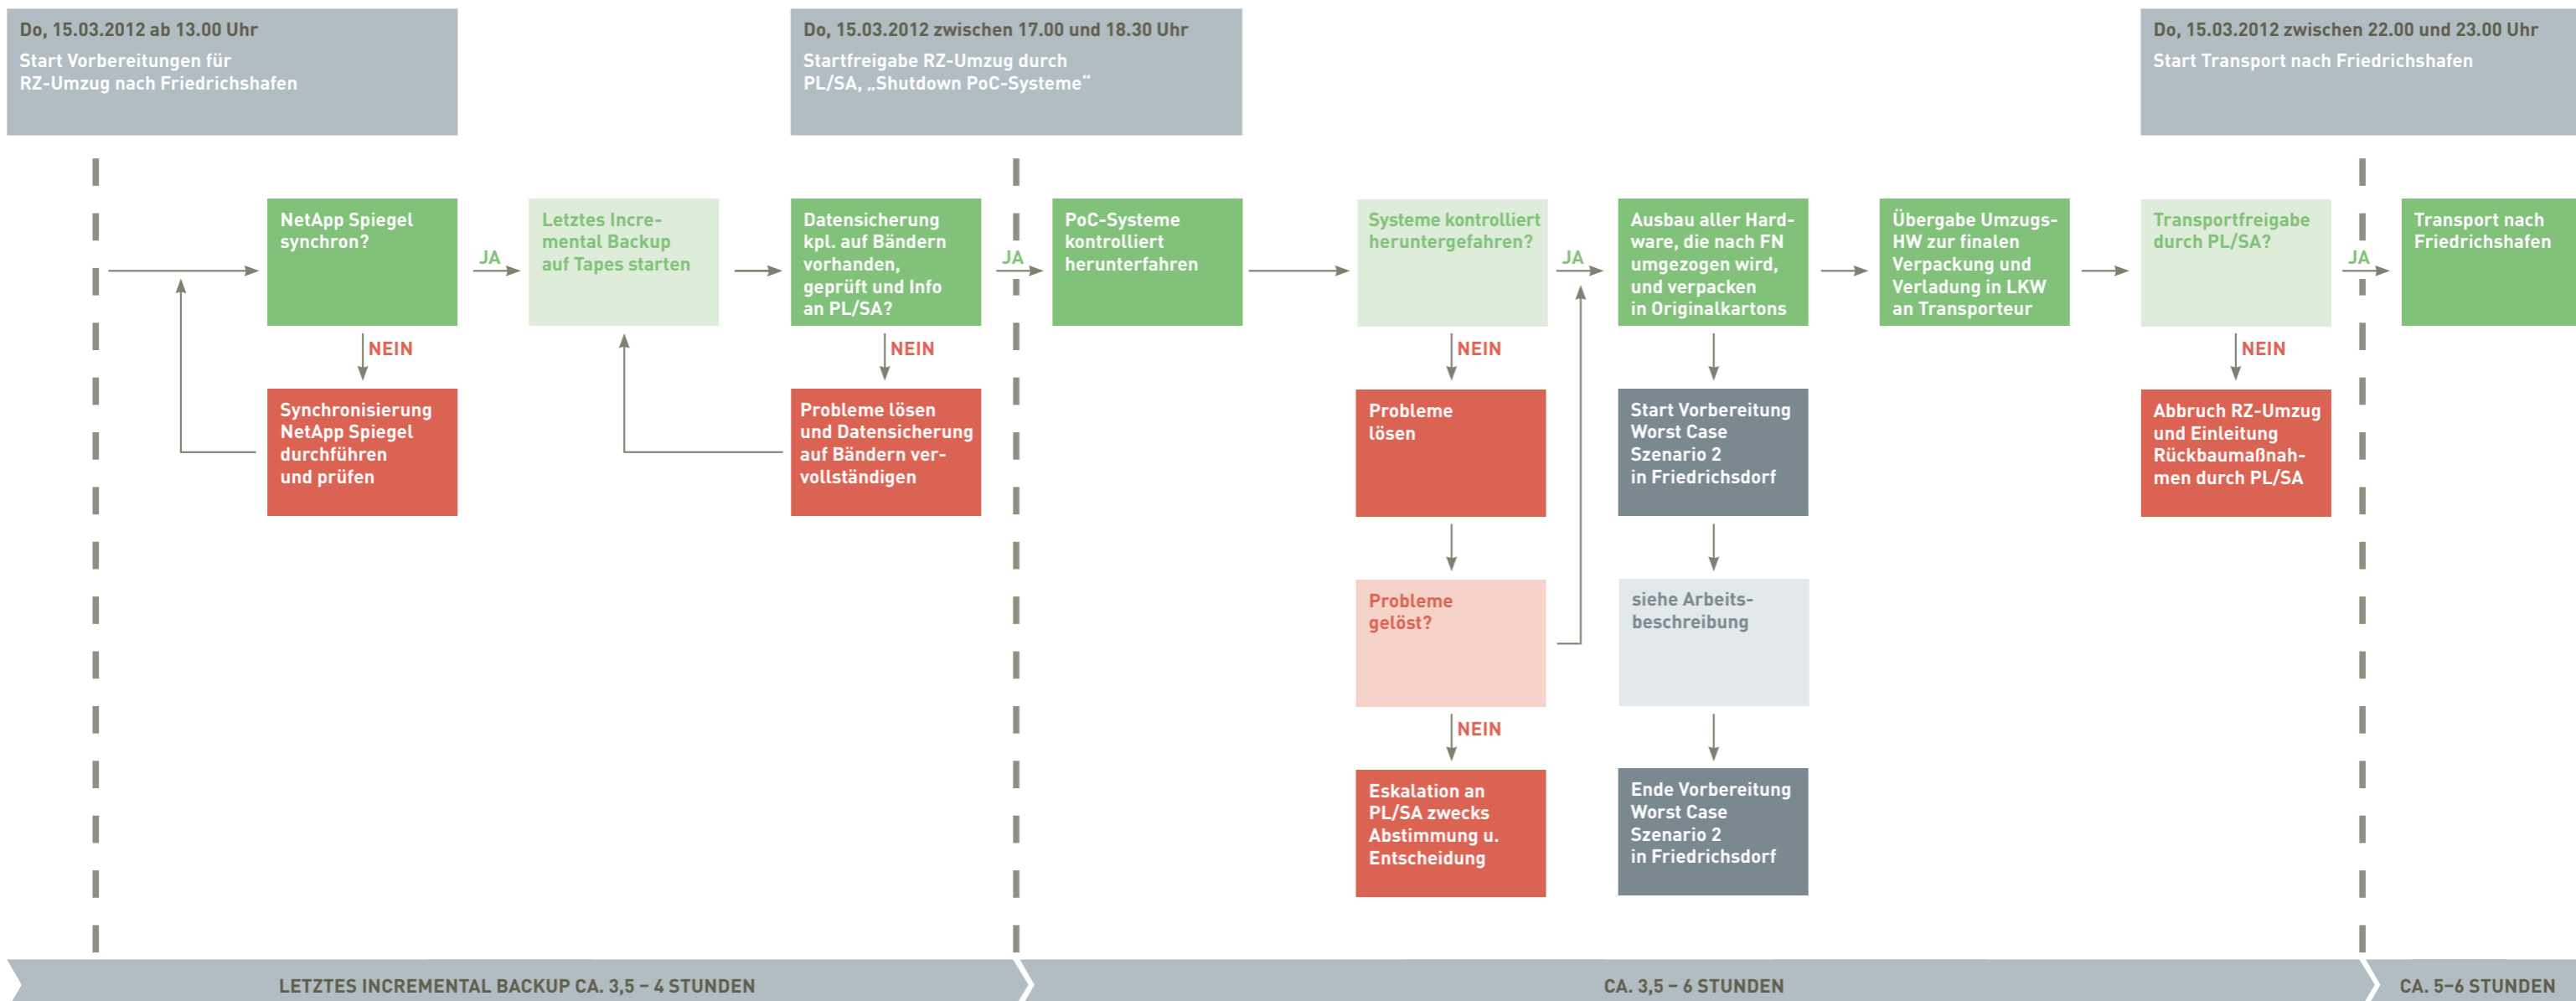 Do, 15.03.2012 ab 13.00 Uhr
Start Vorbereitungen für
RZ-Umzug nach Friedrichshafen
Do, 15.03.2012 zwischen 17.00 und 18.30 Uhr
Startfreigabe RZ-Umzug durch
PL/SA, „Shutdown PoC-Systeme“
Do, 15.03.2012 zwischen 22.00 und 23.00 Uhr
Start Transport nach Friedrichshafen
NetApp Spiegel
synchron?
JA
NEIN
Synchronisierung
NetApp Spiegel
durchführen
und prüfen
Letztes Incre-
mental Backup
auf Tapes starten
Datensicherung
kpl. auf Bändern
vorhanden,
geprüft und Info
an PL/SA?
JA
NEIN
Probleme lösen
und Datensicherung
auf Bändern ver-
vollständigen
PoC-Systeme
kontrolliert
herunterfahren
Systeme kontrolliert
heruntergefahren?
JA
NEIN
Probleme
lösen
Probleme
gelöst?
NEIN
Eskalation an
PL/SA zwecks
Abstimmung u.
Entscheidung
Ausbau aller Hard-
ware, die nach FN
umgezogen wird,
und verpacken
in Originalkartons
Start Vorbereitung
Worst Case
Szenario 2
in Friedrichsdorf
siehe Arbeits-
beschreibung
Ende Vorbereitung
Worst Case
Szenario 2
in Friedrichsdorf
Übergabe Umzugs-
HW zur finalen
Verpackung und
Verladung in LKW
an Transporteur
Transportfreigabe
durch PL/SA?
JA
NEIN
Abbruch RZ-Umzug
und Einleitung
Rückbaumaßnah-
men durch PL/SA
Transport nach
Friedrichshafen
LETZTES INCREMENTAL BACKUP CA. 3,5 – 4 STUNDEN
CA. 3,5 – 6 STUNDEN
CA. 5–6 STUNDEN